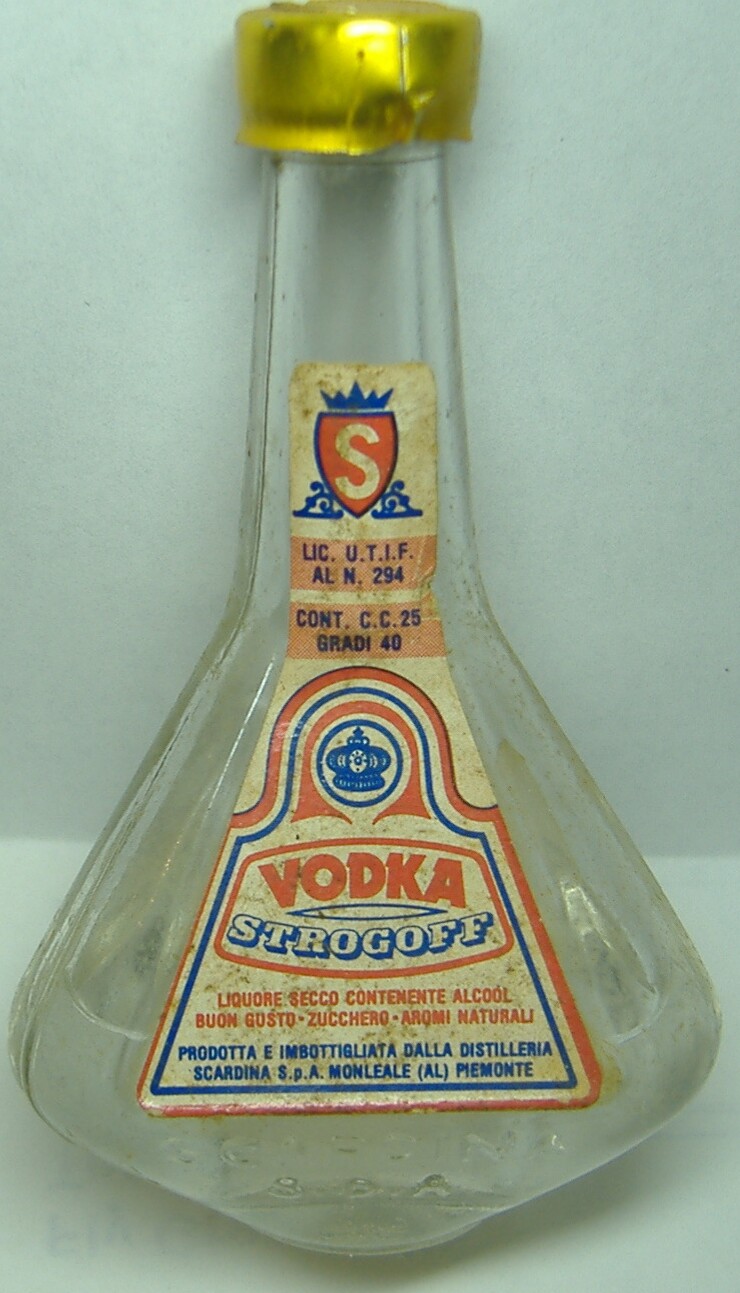 S
LIC. U.T.I.F.
AL N. 294
CONT. C.C. 25
GRADI 40
VODKA
STROGOFF
LIQUORE SECCO CONTENENTE ALCOOL
BUON GUSTO - ZUCCHERO - AROMI NATURALI
PRODOTTA E IMBOTTIGLIATA DALLA DISTILLERIA
SCARDINA S.p.A. MONLEALE (AL) PIEMONTE
SCARDINA
S.P.A